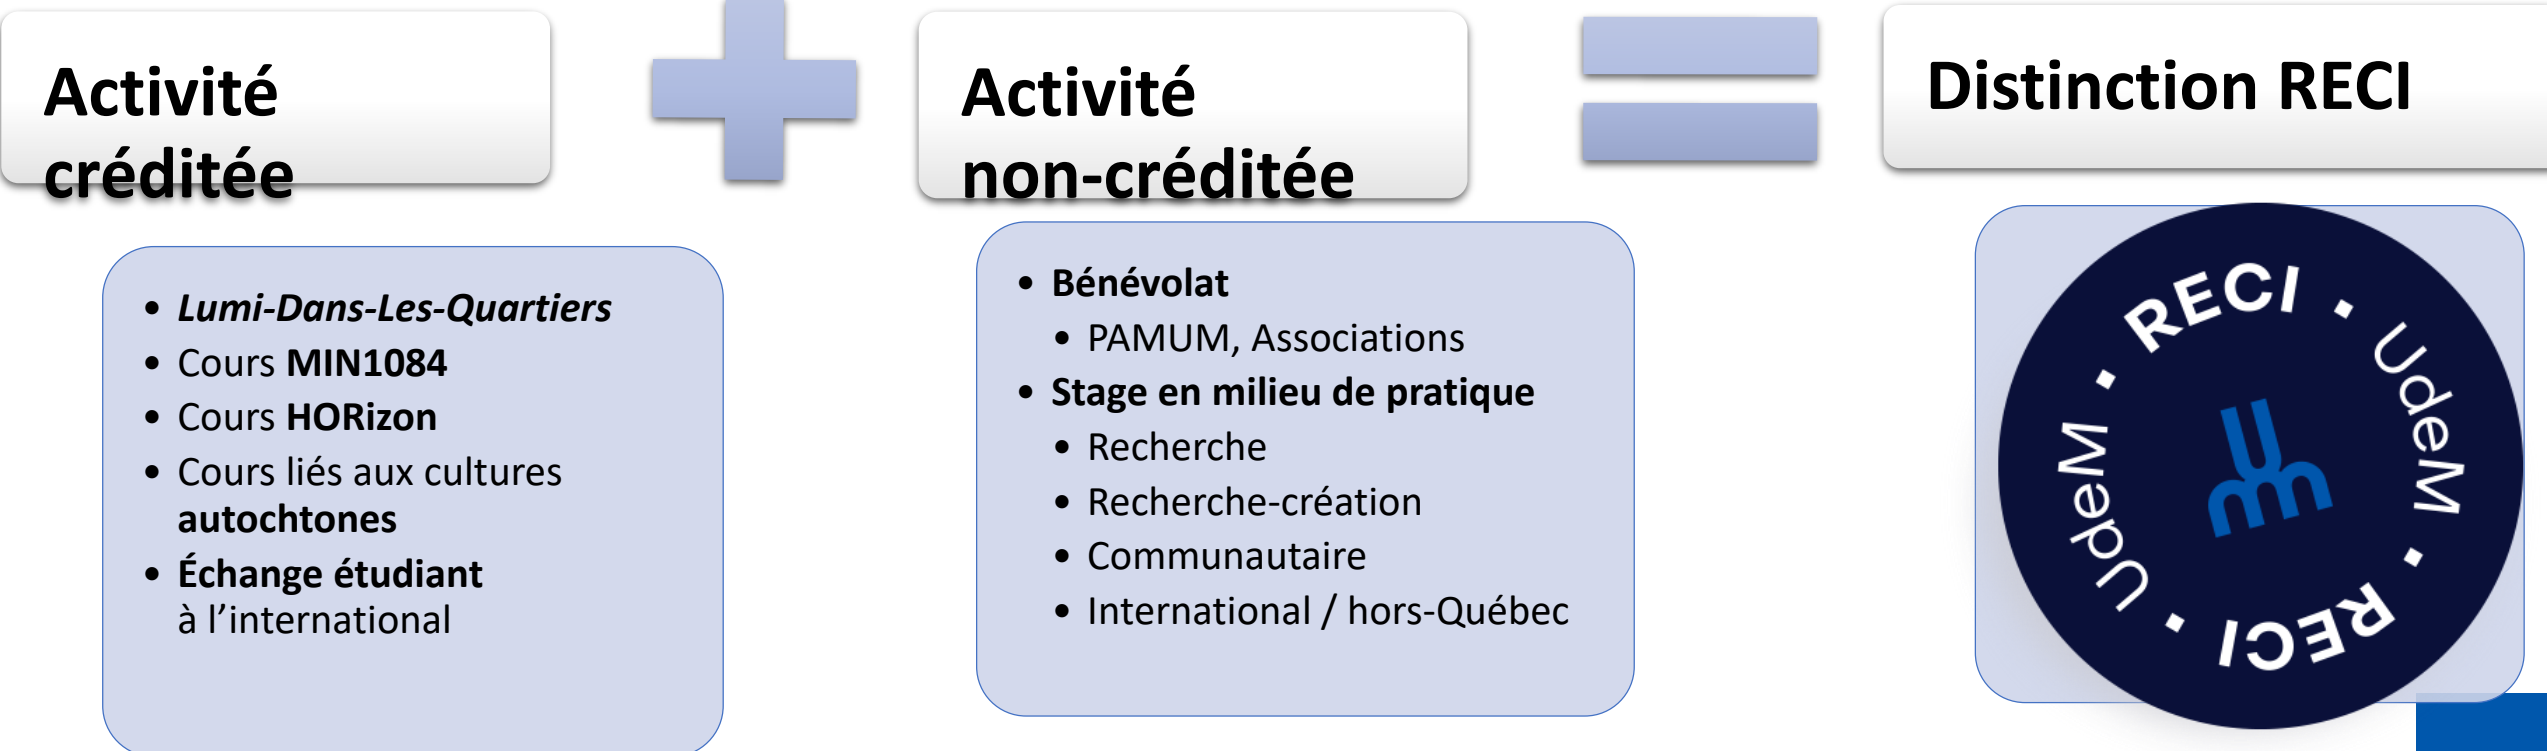 Activité
créditée
• Lumi-Dans-Les-Quartiers
• Cours MIN1084
• Cours HORizon
• Cours liés aux cultures
autochtones
• Échange étudiant
à l’international
Activité
non-créditée
• Bénévolat
• PAMUM, Associations
• Stage en milieu de pratique
• Recherche
• Recherche-création
• Communautaire
• International / hors-Québec
Distinction RECI
RECI · UdeM · RECI · UdeM ·
UM